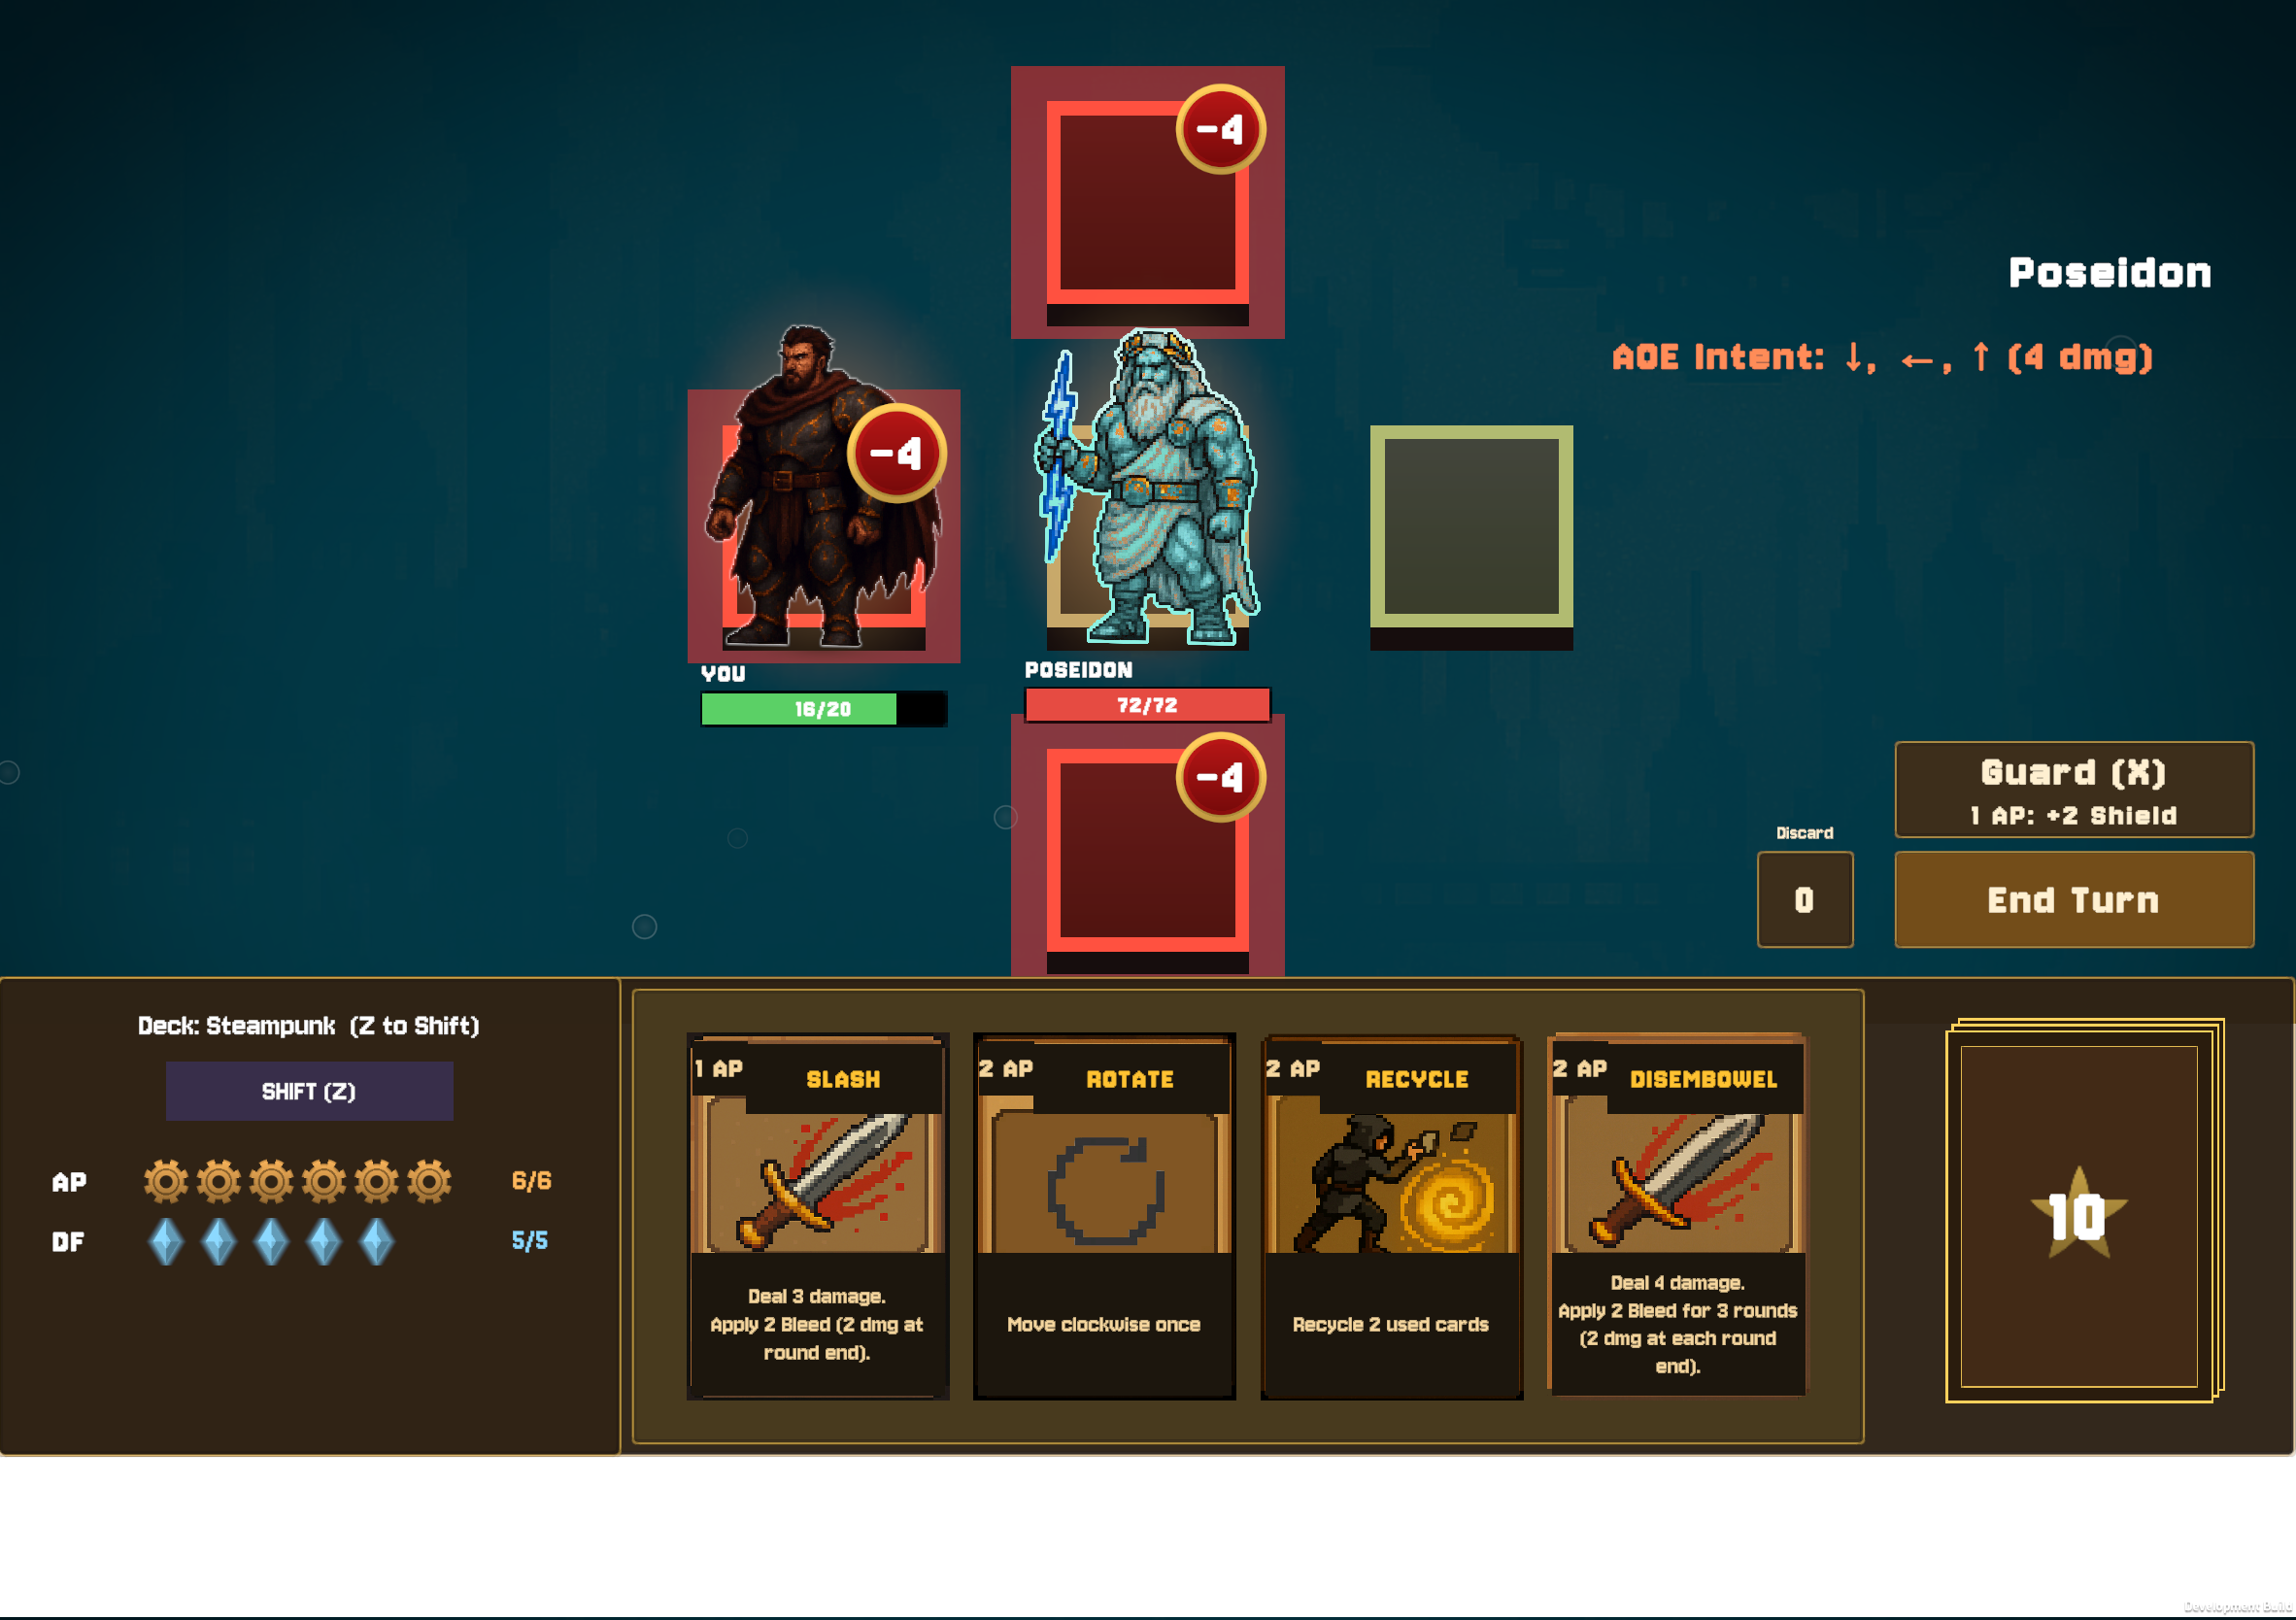 -4
Poseidon
AOE Intent: ↓, ←, ↑ (4 dmg)
-4
YOU
16/20
POSEIDON
72/72
-4
Guard (X)
1 AP: +2 Shield
Discard
0
End Turn
Deck: Steampunk (Z to Shift)
SHIFT (Z)
AP
6/6
DF
5/5
1 AP
SLASH
Deal 3 damage.
Apply 2 Bleed (2 dmg at
round end).
2 AP
ROTATE
Move clockwise once
2 AP
RECYCLE
Recycle 2 used cards
2 AP
DISEMBOWEL
Deal 4 damage.
Apply 2 Bleed for 3 rounds
(2 dmg at each round
end).
10
Development Build